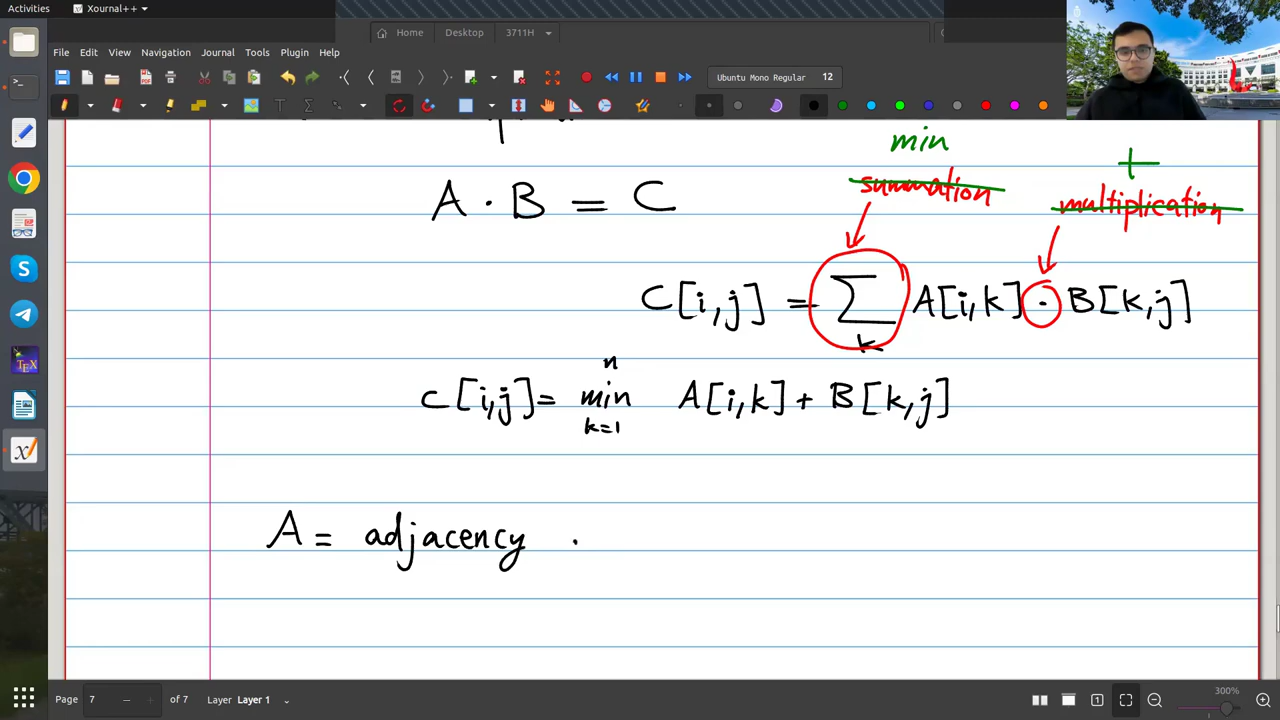 Activities Xournal++
Home Desktop 3711H
File Edit View Navigation Journal Tools Plugin Help
Ubuntu Mono Regular 12
min
+
summation
multiplication
A · B = C
C[i,j] = ∑ A[i,k] · B[k,j]
k
n
C[i,j] = min A[i,k] + B[k,j]
k=1
A = adjacency
Page 7 of 7 Layer Layer 1 300%